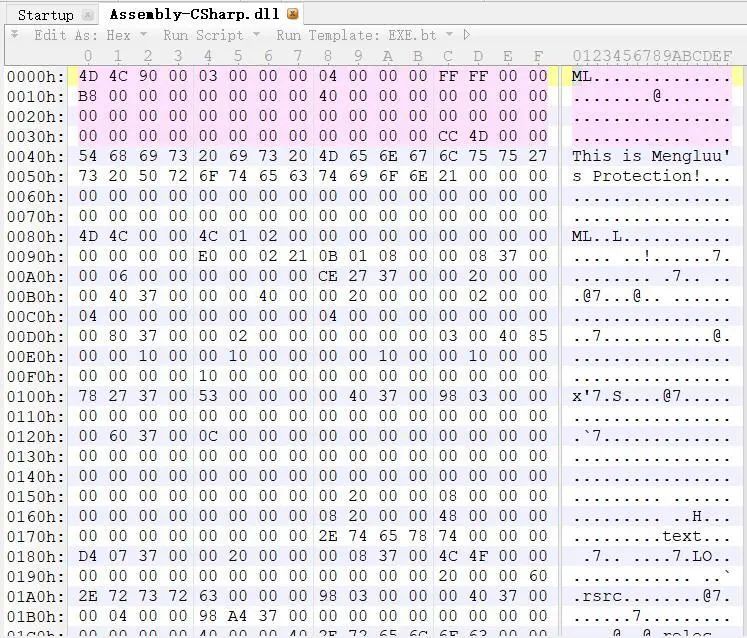 Startup Assembly-CSharp.dll
Edit As: Hex Run Script Run Template: EXE.bt
0 1 2 3 4 5 6 7 8 9 A B C D E F 0123456789ABCDEF
0000h: 4D 4C 90 00 03 00 00 00 04 00 00 00 FF FF 00 00 ML..............
0010h: B8 00 00 00 00 00 00 00 40 00 00 00 00 00 00 00 ........@.......
0020h: 00 00 00 00 00 00 00 00 00 00 00 00 00 00 00 00 ................
0030h: 00 00 00 00 00 00 00 00 00 00 00 00 CC 4D 00 00 ............ ...
0040h: 54 68 69 73 20 69 73 20 4D 65 6E 67 6C 75 75 27 This is Mengluu'
0050h: 73 20 50 72 6F 74 65 63 74 69 6F 6E 21 00 00 00 s Protection!...
0060h: 00 00 00 00 00 00 00 00 00 00 00 00 00 00 00 00 ................
0070h: 00 00 00 00 00 00 00 00 00 00 00 00 00 00 00 00 ................
0080h: 4D 4C 00 00 4C 01 02 00 00 00 00 00 00 00 00 00 ML..L...........
0090h: 00 00 00 00 E0 00 02 21 0B 01 08 00 00 08 37 00 .... ..!......7.
00A0h: 00 06 00 00 00 00 00 00 CE 27 37 00 00 20 00 00 ........ .7.. ..
00B0h: 00 40 37 00 00 00 40 00 00 20 00 00 00 02 00 00 .@7...@.. ......
00C0h: 04 00 00 00 00 00 00 00 04 00 00 00 00 00 00 00 ................
00D0h: 00 80 37 00 00 02 00 00 00 00 00 00 03 00 40 85 ..7...........@.
00E0h: 00 00 10 00 00 10 00 00 00 00 10 00 00 10 00 00 ................
00F0h: 00 00 00 00 10 00 00 00 00 00 00 00 00 00 00 00 ................
0100h: 78 27 37 00 53 00 00 00 00 40 37 00 98 03 00 00 x'7.S....@7.....
0110h: 00 00 00 00 00 00 00 00 00 00 00 00 00 00 00 00 ................
0120h: 00 60 37 00 0C 00 00 00 00 00 00 00 00 00 00 00 .`7.............
0130h: 00 00 00 00 00 00 00 00 00 00 00 00 00 00 00 00 ................
0140h: 00 00 00 00 00 00 00 00 00 00 00 00 00 00 00 00 ................
0150h: 00 00 00 00 00 00 00 00 00 20 00 00 08 00 00 00 ......... ......
0160h: 00 00 00 00 00 00 00 00 08 20 00 00 48 00 00 00 ......... ..H...
0170h: 00 00 00 00 00 00 00 00 2E 74 65 78 74 00 00 00 .........text...
0180h: D4 07 37 00 00 20 00 00 00 08 37 00 4C 4F 00 00 .7.. ....7.LO..
0190h: 00 00 00 00 00 00 00 00 00 00 00 00 20 00 00 60 ............ ..`
01A0h: 2E 72 73 72 63 00 00 00 98 03 00 00 00 40 37 00 .rsrc........@7.
01B0h: 00 04 00 00 98 A4 37 00 00 00 00 00 00 00 00 00 ......7.........